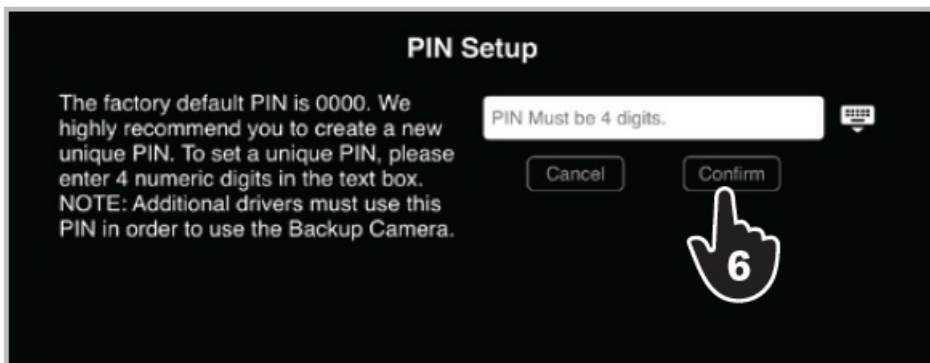 PIN Setup
The factory default PIN is 0000. We
highly recommend you to create a new
unique PIN. To set a unique PIN, please
enter 4 numeric digits in the text box.
NOTE: Additional drivers must use this
PIN in order to use the Backup Camera.
PIN Must be 4 digits.
Cancel Confirm
6